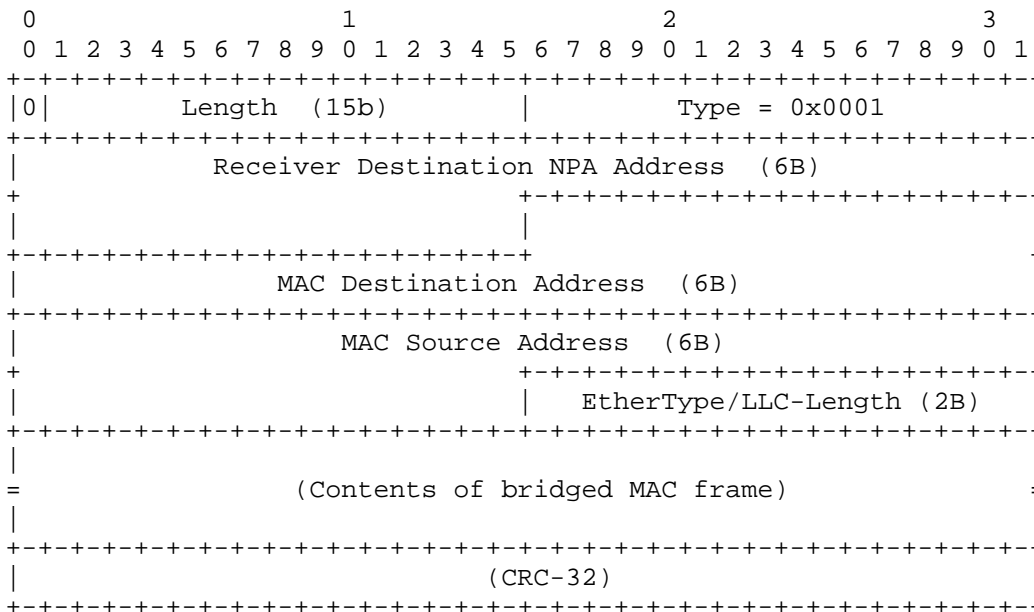 0                   1                   2                   3
 0 1 2 3 4 5 6 7 8 9 0 1 2 3 4 5 6 7 8 9 0 1 2 3 4 5 6 7 8 9 0 1
+-+-+-+-+-+-+-+-+-+-+-+-+-+-+-+-+-+-+-+-+-+-+-+-+-+-+-+-+-+-+-+-
|0|        Length  (15b)         |         Type = 0x0001
+-+-+-+-+-+-+-+-+-+-+-+-+-+-+-+-+-+-+-+-+-+-+-+-+-+-+-+-+-+-+-+-
|            Receiver Destination NPA Address  (6B)
+                               +-+-+-+-+-+-+-+-+-+-+-+-+-+-+-+-
|                               |
+-+-+-+-+-+-+-+-+-+-+-+-+-+-+-+-+                               +
|                MAC Destination Address  (6B)
+-+-+-+-+-+-+-+-+-+-+-+-+-+-+-+-+-+-+-+-+-+-+-+-+-+-+-+-+-+-+-+-
|                    MAC Source Address  (6B)
+                               +-+-+-+-+-+-+-+-+-+-+-+-+-+-+-+-
|                               |   EtherType/LLC-Length (2B)
+-+-+-+-+-+-+-+-+-+-+-+-+-+-+-+-+-+-+-+-+-+-+-+-+-+-+-+-+-+-+-+-
|
=                 (Contents of bridged MAC frame)               =
|
+-+-+-+-+-+-+-+-+-+-+-+-+-+-+-+-+-+-+-+-+-+-+-+-+-+-+-+-+-+-+-+-
|                             (CRC-32)
+-+-+-+-+-+-+-+-+-+-+-+-+-+-+-+-+-+-+-+-+-+-+-+-+-+-+-+-+-+-+-+-